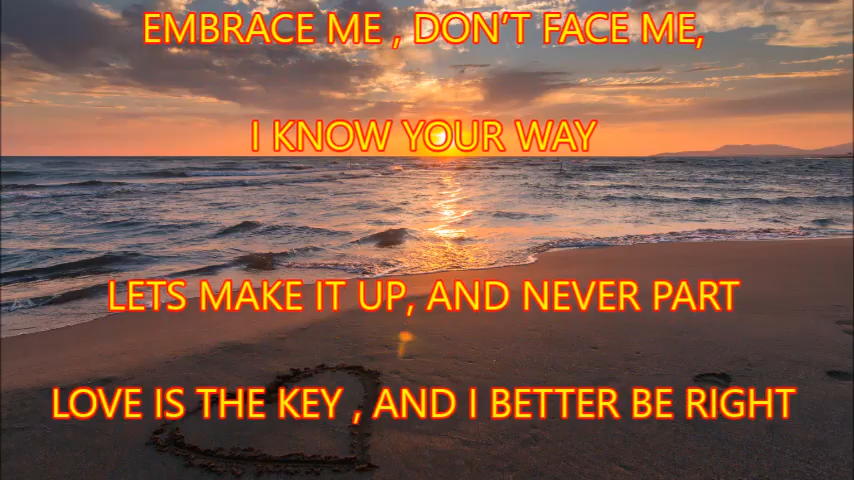 EMBRACE ME , DON’T FACE ME,
I KNOW YOUR WAY
LETS MAKE IT UP, AND NEVER PART
LOVE IS THE KEY , AND I BETTER BE RIGHT